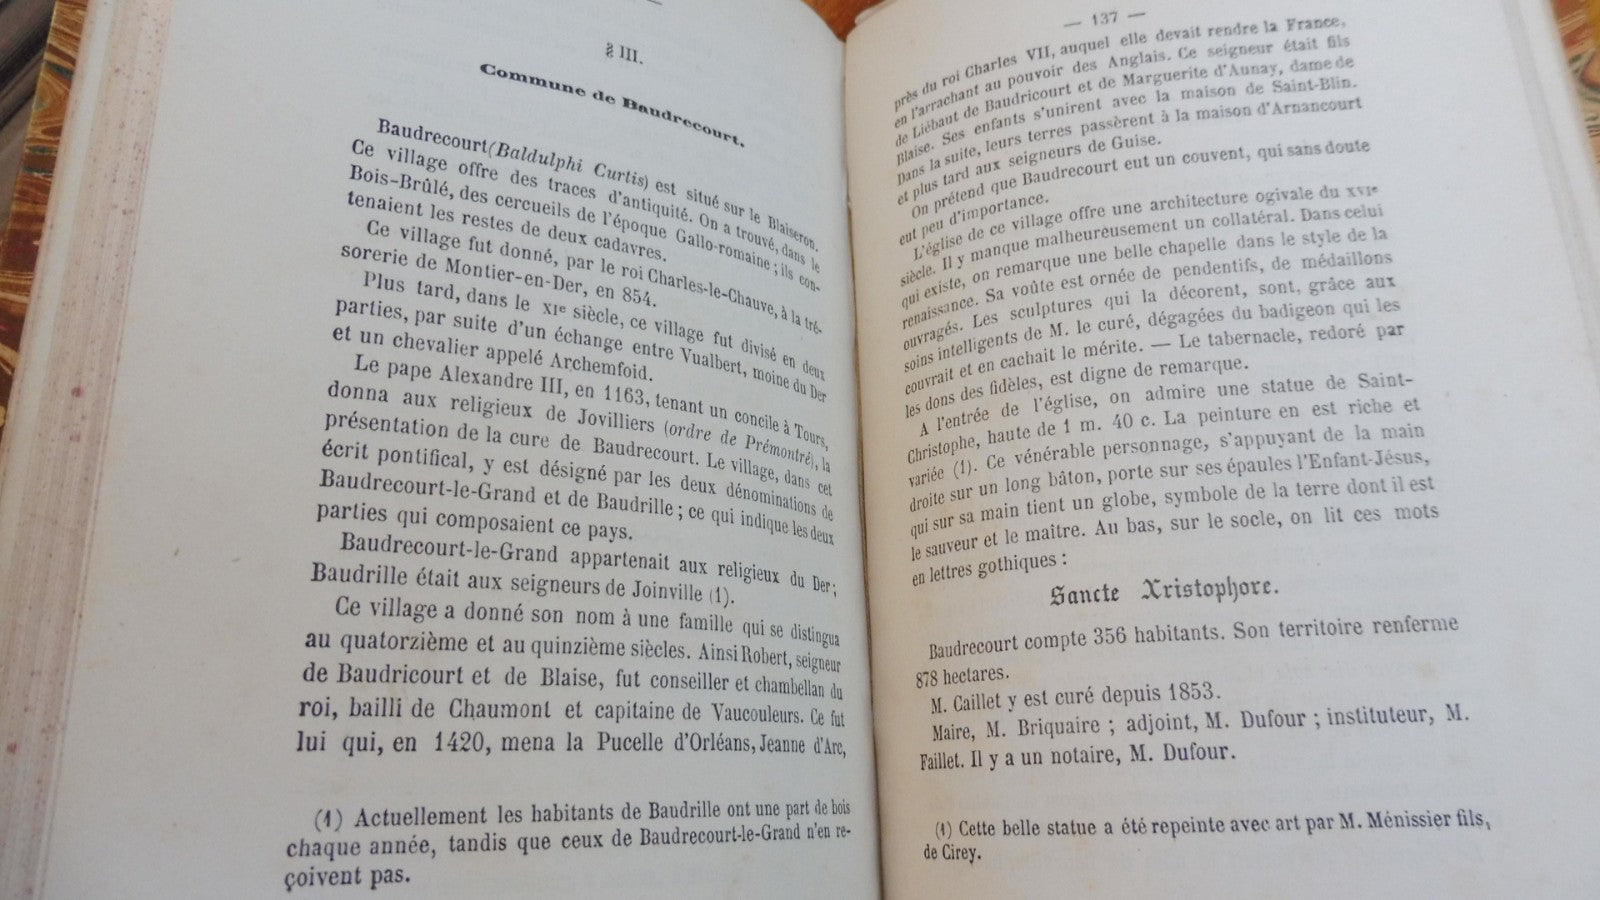 § III.
Commune de Baudrecourt.
Baudrecourt (Baldulphi Curtis) est situé sur le Blaiseron.
Ce village offre des traces d'antiquité. On a trouvé, dans le
Bois-Brûlé, des cercueils de l'époque Gallo-romaine ; ils con-
tenaient les restes de deux cadavres.
Ce village fut donné, par le roi Charles-le-Chauve, à la tré-
sorerie de Montier-en-Der, en 854.
Plus tard, dans le XIe siècle, ce village fut divisé en deux
parties, par suite d'un échange entre Vualbert, moine du Der
et un chevalier appelé Archemfoid.
Le pape Alexandre III, en 1163, tenant un concile à Tours,
donna aux religieux de Jovilliers (ordre de Prémontré), la
présentation de la cure de Baudrecourt. Le village, dans cet
écrit pontifical, y est désigné par les deux dénominations de
Baudrecourt-le-Grand et de Baudrille ; ce qui indique les deux
parties qui composaient ce pays.
Baudrecourt-le-Grand appartenait aux religieux du Der ;
Baudrille était aux seigneurs de Joinville (1).
Ce village a donné son nom à une famille qui se distingua
au quatorzième et au quinzième siècles. Ainsi Robert, seigneur
de Baudricourt et de Blaise, fut conseiller et chambellan du
roi, bailli de Chaumont et capitaine de Vaucouleurs. Ce fut
lui qui, en 1420, mena la Pucelle d'Orléans, Jeanne d'Arc,
(1) Actuellement les habitants de Baudrille ont une part de bois
chaque année, tandis que ceux de Baudrecourt-le-Grand n'en re-
çoivent pas.
— 137 —
près du roi Charles VII, auquel elle devait rendre la France,
en l'arrachant au pouvoir des Anglais. Ce seigneur était fils
de Liébaut de Baudricourt et de Marguerite d'Aunay, dame de
Blaise. Ses enfants s'unirent avec la maison de Saint-Blin.
Dans la suite, leurs terres passèrent à la maison d'Arnancourt
et plus tard aux seigneurs de Guise.
On prétend que Baudrecourt eut un couvent, qui sans doute
eut peu d'importance.
L'église de ce village offre une architecture ogivale du XVIe
siècle. Il y manque malheureusement un collatéral. Dans celui
qui existe, on remarque une belle chapelle dans le style de la
renaissance. Sa voûte est ornée de pendentifs, de médaillons
ouvragés. Les sculptures qui la décorent, sont, grâce aux
soins intelligents de M. le curé, dégagées du badigeon qui les
couvrait et en cachait le mérite. — Le tabernacle, redoré par
les dons des fidèles, est digne de remarque.
A l'entrée de l'église, on admire une statue de Saint-
Christophe, haute de 1 m. 40 c. La peinture en est riche et
variée (1). Ce vénérable personnage, s'appuyant de la main
droite sur un long bâton, porte sur ses épaules l'Enfant-Jésus,
qui sur sa main tient un globe, symbole de la terre dont il est
le sauveur et le maître. Au bas, sur le socle, on lit ces mots
en lettres gothiques :
Sancte Xristophore.
Baudrecourt compte 356 habitants. Son territoire renferme
878 hectares.
M. Caillet y est curé depuis 1853.
Maire, M. Briquaire ; adjoint, M. Dufour ; instituteur, M.
Faillet. Il y a un notaire, M. Dufour.
(1) Cette belle statue a été repeinte avec art par M. Ménissier fils,
de Cirey.